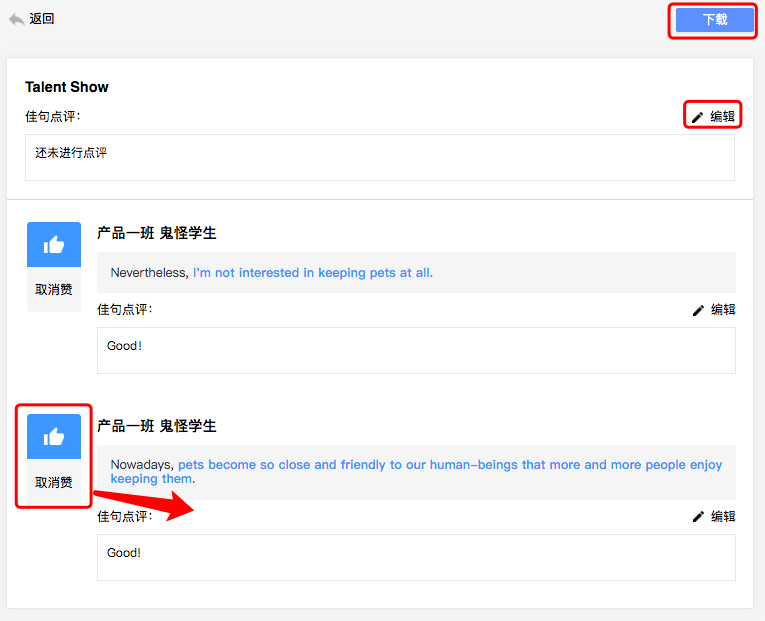 返回
下载
Talent Show
佳句点评：
编辑
还未进行点评
产品一班 鬼怪学生
Nevertheless, I'm not interested in keeping pets at all.
取消赞
佳句点评：
编辑
Good!
产品一班 鬼怪学生
Nowadays, pets become so close and friendly to our human-beings that more and more people enjoy
keeping them.
取消赞
佳句点评：
编辑
Good!